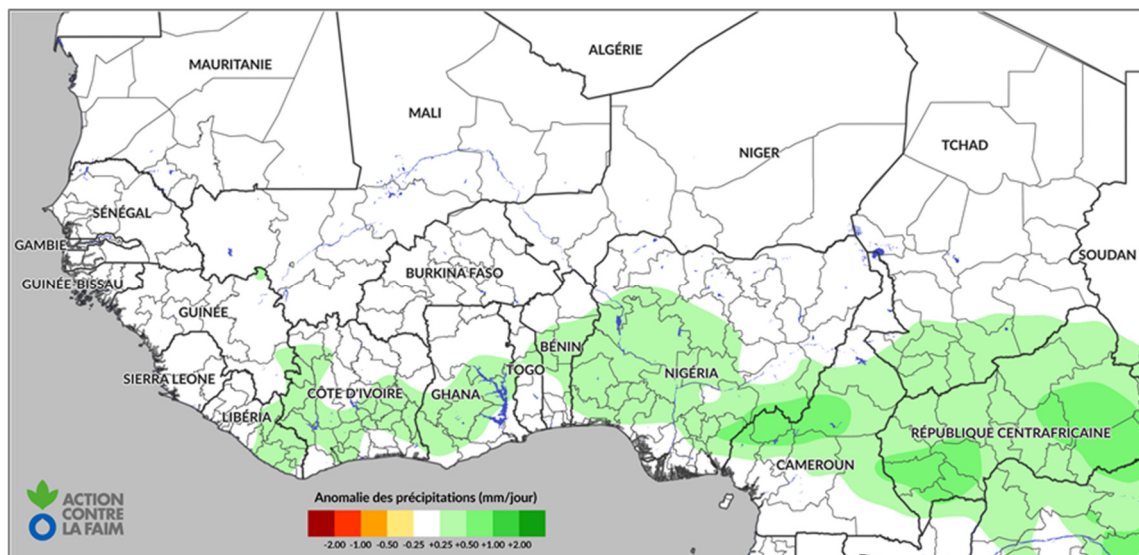 ALGÉRIE
MAURITANIE
MALI
TCHAD
NIGER
SÉNÉGAL
GAMBIE
SOUDAN
BURKINA FASO
GUINÉE-BISSAU
GUINÉE
BÉNIN
TOGO
NIGÉRIA
SIERRA LEONE
CÔTE D'IVOIRE
GHANA
LIBÉRIA
RÉPUBLIQUE CENTRAFRICAINE
CAMEROUN
ACTION
CONTRE
LA FAIM
Anomalie des précipitations (mm/jour)
-2.00 -1.00 -0.50 -0.25 +0.25 +0.50 +1.00 +2.00